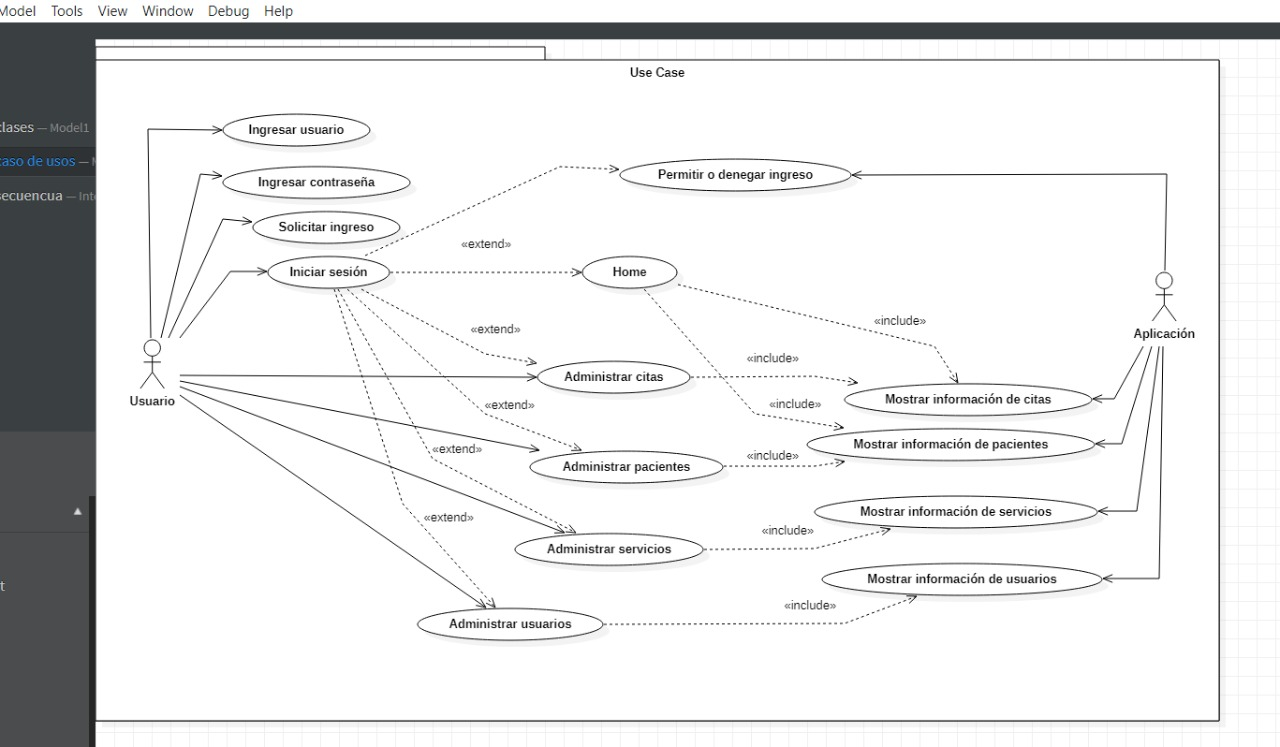 Model Tools View Window Debug Help
clases — Model1
caso de usos —
secuencua — Inte
t
Use Case
Ingresar usuario
Ingresar contraseña
Permitir o denegar ingreso
Solicitar ingreso
«extend»
Iniciar sesión
Home
«include»
«extend»
Aplicación
«include»
Administrar citas
Usuario
Mostrar información de citas
«extend»
«include»
Mostrar información de pacientes
«extend»
«include»
Administrar pacientes
Mostrar información de servicios
«extend»
«include»
Administrar servicios
Mostrar información de usuarios
«include»
Administrar usuarios